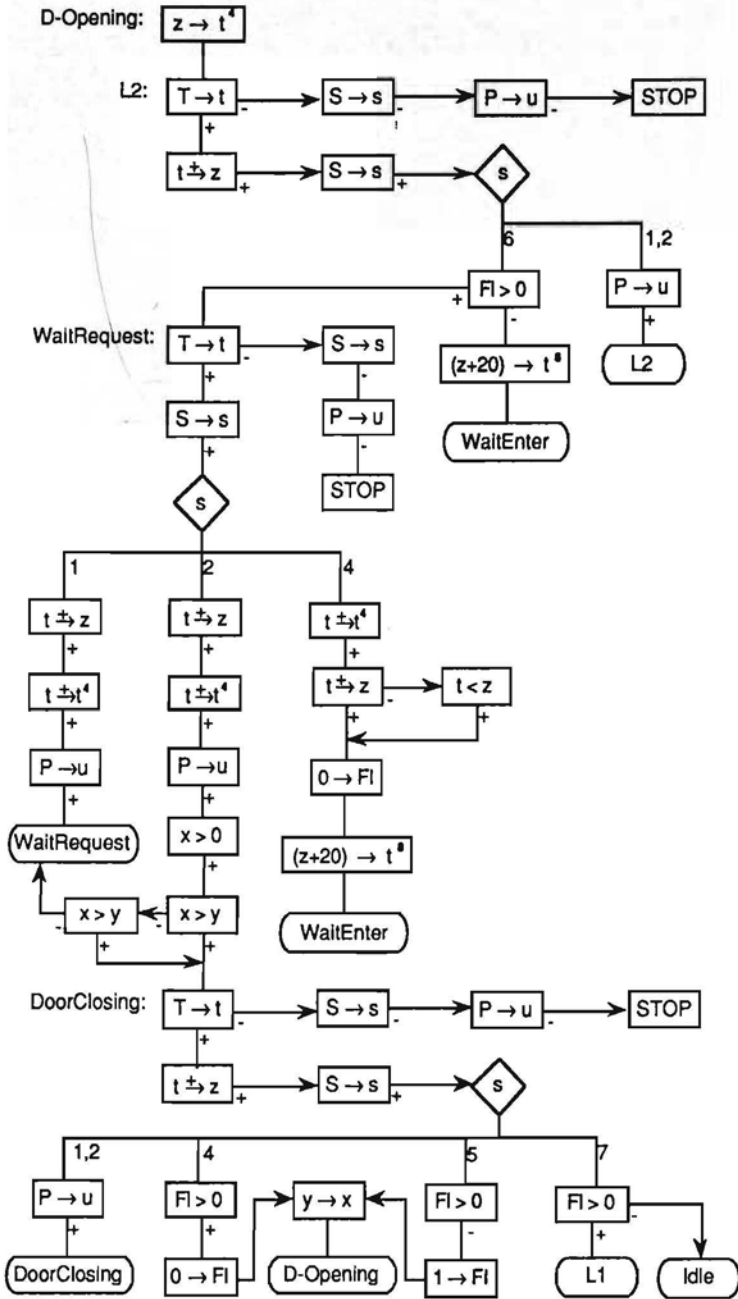 D-Opening: z → t⁴
L2: T → t - S → s - P → u - STOP
+
t ±→ z + S → s + s
6 1,2
+ Fl > 0 P → u
- +
WaitRequest: T → t - S → s (z+20) → t⁸ L2
+ -
S → s P → u WaitEnter
+ -
s STOP
1 2 4
t ±→ z t ±→ z t ±→ t⁴
+ + +
t ±→ t⁴ t ±→ t⁴ t ±→ z - t < z
+ + + +
P → u P → u 0 → Fl
+ +
WaitRequest x > 0 (z+20) → t⁸
+
- x > y - x > y WaitEnter
+ +
DoorClosing: T → t - S → s - P → u - STOP
+
t ±→ z + S → s + s
1,2 4 5 7
P → u Fl > 0 y → x Fl > 0 Fl > 0 -
+ + - +
DoorClosing 0 → Fl D-Opening 1 → Fl L1 Idle